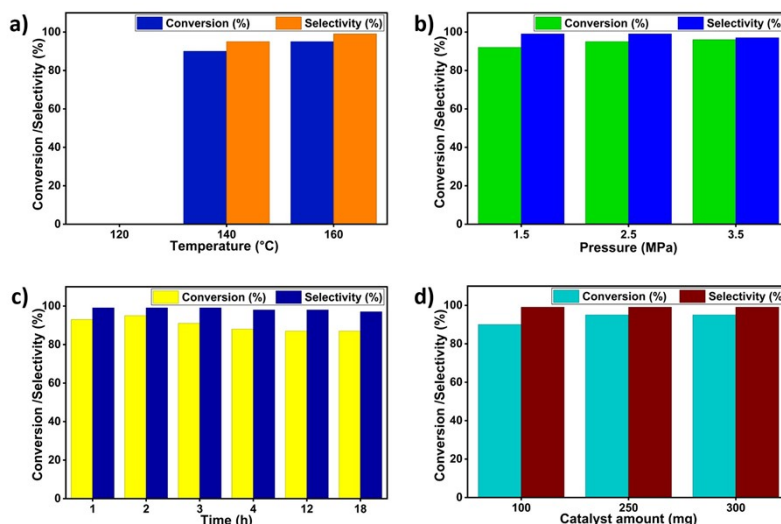 a)
Conversion (%) Selectivity (%)
Conversion /Selectivity (%)
100
80
60
40
20
0
120 140 160
Temperature (°C)
b)
Conversion (%) Selectivity (%)
Conversion /Selectivity (%)
100
80
60
40
20
0
1.5 2.5 3.5
Pressure (MPa)
c)
Conversion (%) Selectivity (%)
Conversion /Selectivity (%)
100
80
60
40
20
0
1 2 3 4 12 18
Time (h)
d)
Conversion (%) Selectivity (%)
Conversion /Selectivity (%)
100
80
60
40
20
0
100 250 300
Catalyst amount (mg)